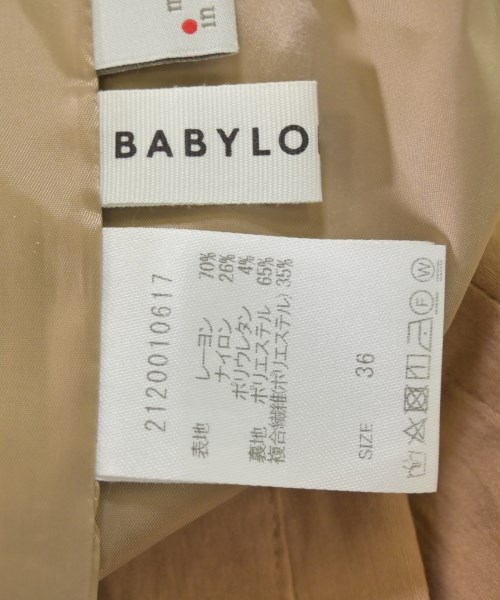 m
in
BABYLO
2120010617
表地 レーヨン 70%
ナイロン 26%
ポリウレタン 4%
裏地 ポリエステル 65%
複合繊維(ポリエステル) 35%
SIZE 36
F
W